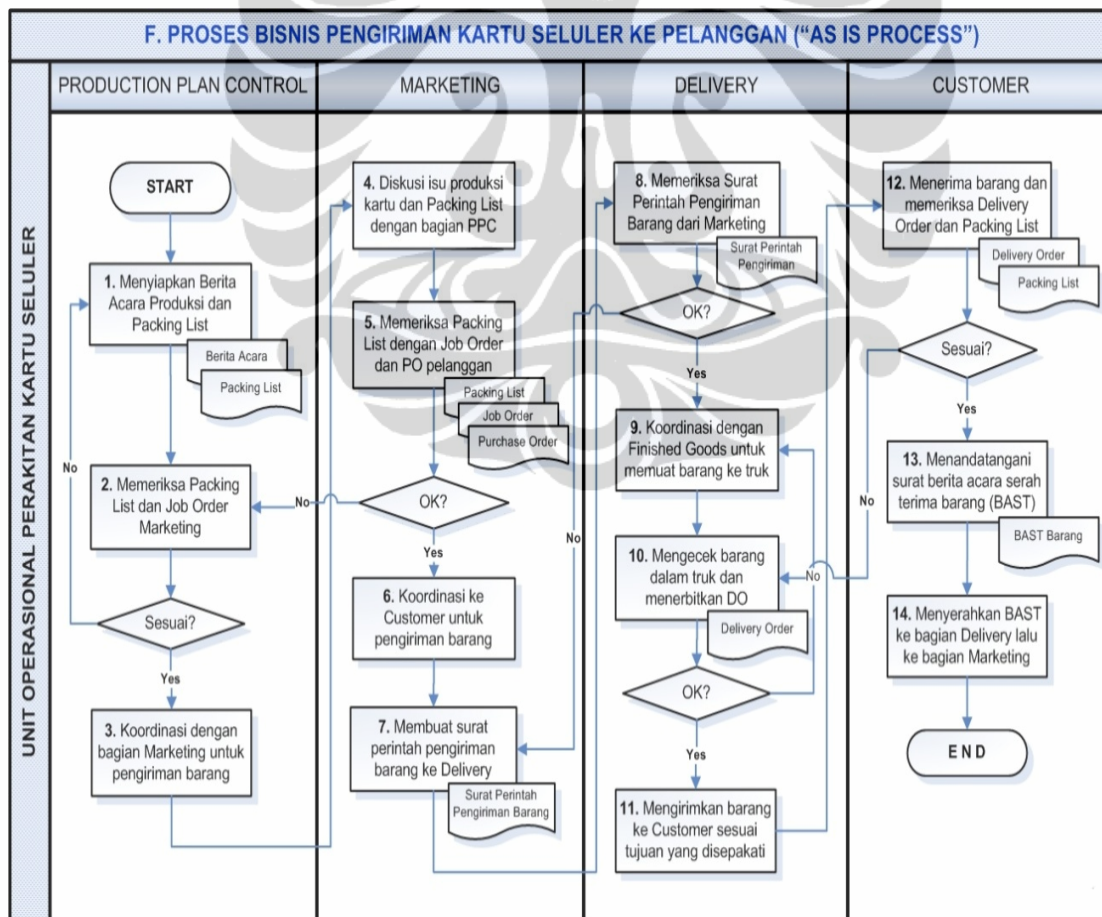 F. PROSES BISNIS PENGIRIMAN KARTU SELULER KE PELANGGAN (“AS IS PROCESS”)
UNIT OPERASIONAL PERAKITAN KARTU SELULER
PRODUCTION PLAN CONTROL
START
1. Menyiapkan Berita
Acara Produksi dan
Packing List
Berita Acara
Packing List
No
2. Memeriksa Packing
List dan Job Order
Marketing
Sesuai?
Yes
3. Koordinasi dengan
bagian Marketing untuk
pengiriman barang
MARKETING
4. Diskusi isu produksi
kartu dan Packing List
dengan bagian PPC
5. Memeriksa Packing
List dengan Job Order
dan PO pelanggan
Packing List
Job Order
Purchase Order
No
OK?
Yes
6. Koordinasi ke
Customer untuk
pengiriman barang
7. Membuat surat
perintah pengiriman
barang ke Delivery
Surat Perintah
Pengiriman Barang
DELIVERY
8. Memeriksa Surat
Perintah Pengiriman
Barang dari Marketing
Surat Perintah
Pengiriman
OK?
Yes
No
9. Koordinasi dengan
Finished Goods untuk
memuat barang ke truk
10. Mengecek barang
dalam truk dan
menerbitkan DO
Delivery Order
No
OK?
Yes
11. Mengirimkan barang
ke Customer sesuai
tujuan yang disepakati
CUSTOMER
12. Menerima barang dan
memeriksa Delivery
Order dan Packing List
Delivery Order
Packing List
Sesuai?
Yes
No
13. Menandatangani
surat berita acara serah
terima barang (BAST)
BAST Barang
14. Menyerahkan BAST
ke bagian Delivery lalu
ke bagian Marketing
END